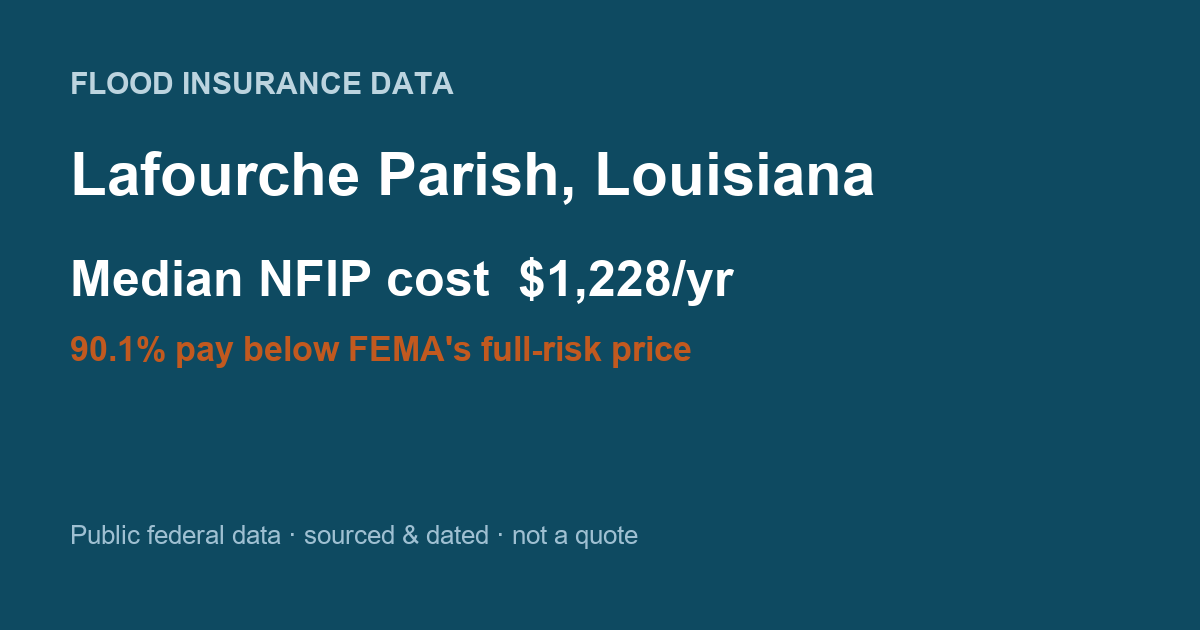 FLOOD INSURANCE DATA
Lafourche Parish, Louisiana
Median NFIP cost $1,228/yr
90.1% pay below FEMA's full-risk price
Public federal data · sourced & dated · not a quote